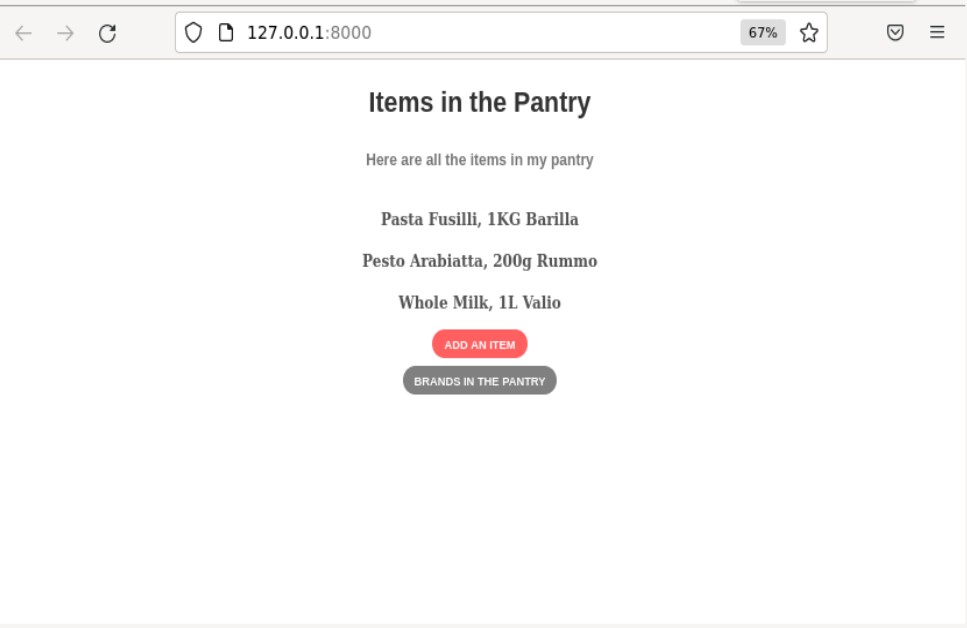 127.0.0.1:8000 67%
Items in the Pantry
Here are all the items in my pantry
Pasta Fusilli, 1KG Barilla
Pesto Arabiatta, 200g Rummo
Whole Milk, 1L Valio
ADD AN ITEM
BRANDS IN THE PANTRY